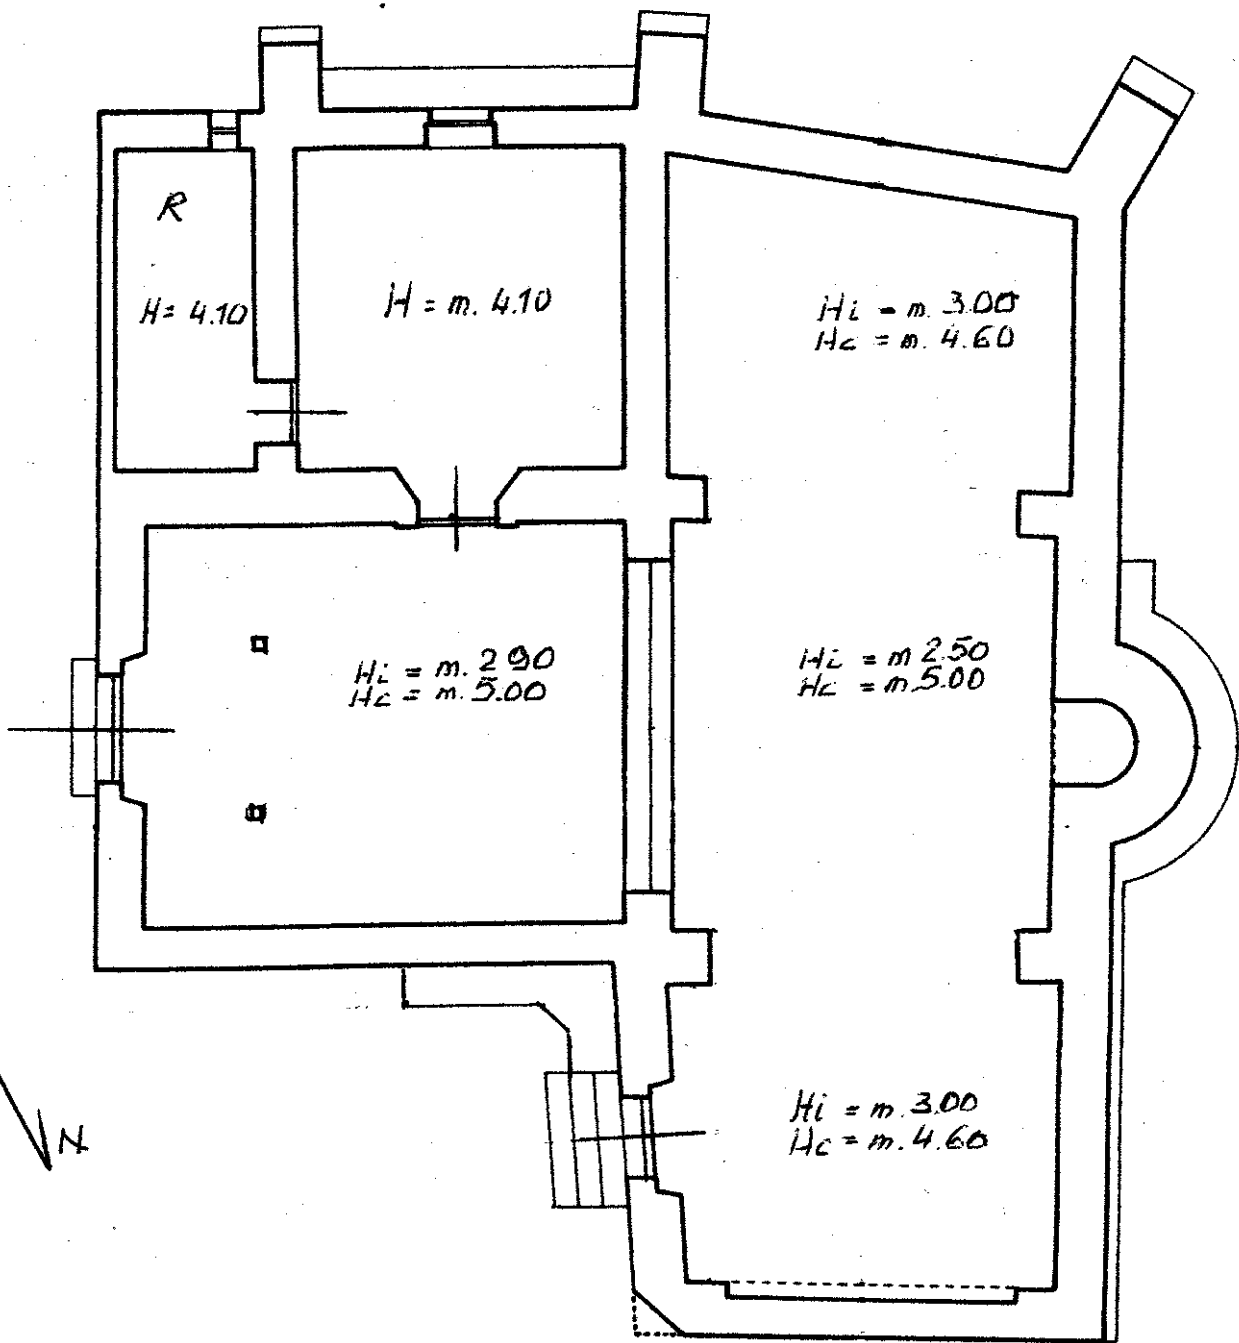 R
H = 4.10
H = m. 4.10
Hi = m. 3.00
Hc = m. 4.60
Hi = m. 2 90
Hc = m. 5.00
Hi = m 2.50
Hc = m. 5.00
Hi = m. 3.00
Hc = m. 4.60
N